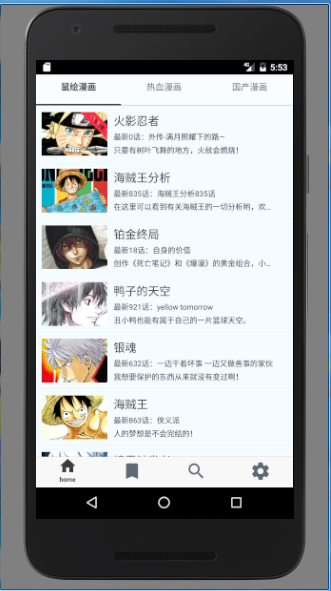 5:53
鼠绘漫画
热血漫画
国产漫画
火影忍者
最新0话：外传-满月照耀下的路—
只要有树叶飞舞的地方，火就会燃烧！
海贼王分析
最新835话：海贼王分析835话
在这里可以看到有关海贼王的一切分析哟，欢...
铂金终局
最新18话：自身的价值
创作《死亡笔记》和《爆漫》的黄金组合，小...
鸭子的天空
最新921话：yellow tomorrow
丑小鸭也能有属于自己的一片篮球天空。
银魂
最新632话：一边干着坏事 一边又做善事的家伙
我想要保护的东西从来就没有变过啊！
海贼王
最新863话：侠义派
人的梦想是不会完结的！
home